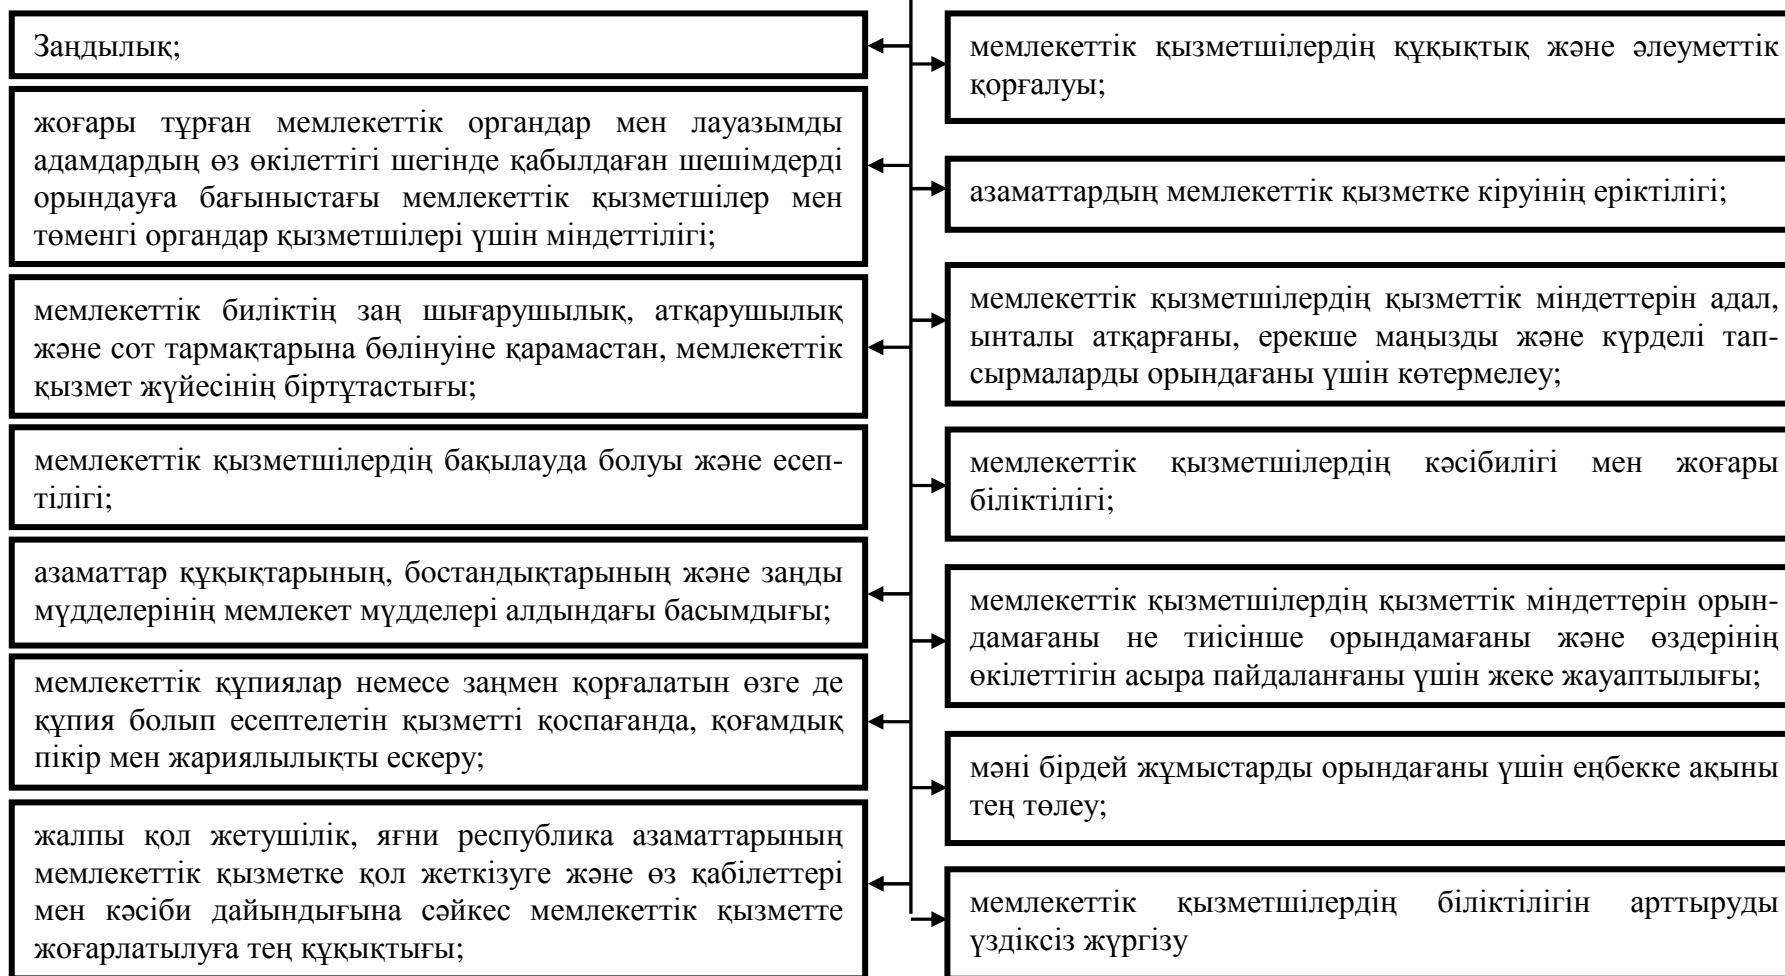 Заңдылық;
жоғары тұрған мемлекеттік органдар мен лауазымды
адамдардың өз өкілеттігі шегінде қабылдаған шешімдерді
орындауға бағыныстағы мемлекеттік қызметшілер мен
төменгі органдар қызметшілері үшін міндеттілігі;
мемлекеттік биліктің заң шығарушылық, атқарушылық
және сот тармақтарына бөлінуіне қарамастан, мемлекеттік
қызмет жүйесінің біртұтастығы;
мемлекеттік қызметшілердің бақылауда болуы және есеп-
тілігі;
азаматтар құқықтарының, бостандықтарының және заңды
мүдделерінің мемлекет мүдделері алдындағы басымдығы;
мемлекеттік құпиялар немесе заңмен қорғалатын өзге де
құпия болып есептелетін қызметті қоспағанда, қоғамдық
пікір мен жариялылықты ескеру;
жалпы қол жетушілік, яғни республика азаматтарының
мемлекеттік қызметке қол жеткізуге және өз қабілеттері
мен кәсіби дайындығына сәйкес мемлекеттік қызметте
жоғарлатылуға тең құқықтығы;
мемлекеттік қызметшілердің құқықтық және әлеуметтік
қорғалуы;
азаматтардың мемлекеттік қызметке кіруінің еріктілігі;
мемлекеттік қызметшілердің қызметтік міндеттерін адал,
ынталы атқарғаны, ерекше маңызды және күрделі тап-
сырмаларды орындағаны үшін көтермелеу;
мемлекеттік қызметшілердің кәсібилігі мен жоғары
біліктілігі;
мемлекеттік қызметшілердің қызметтік міндеттерін орын-
дамағаны не тиісінше орындамағаны және өздерінің
өкілеттігін асыра пайдаланғаны үшін жеке жауаптылығы;
мәні бірдей жұмыстарды орындағаны үшін еңбекке ақыны
тең төлеу;
мемлекеттік қызметшілердің біліктілігін арттыруды
үздіксіз жүргізу